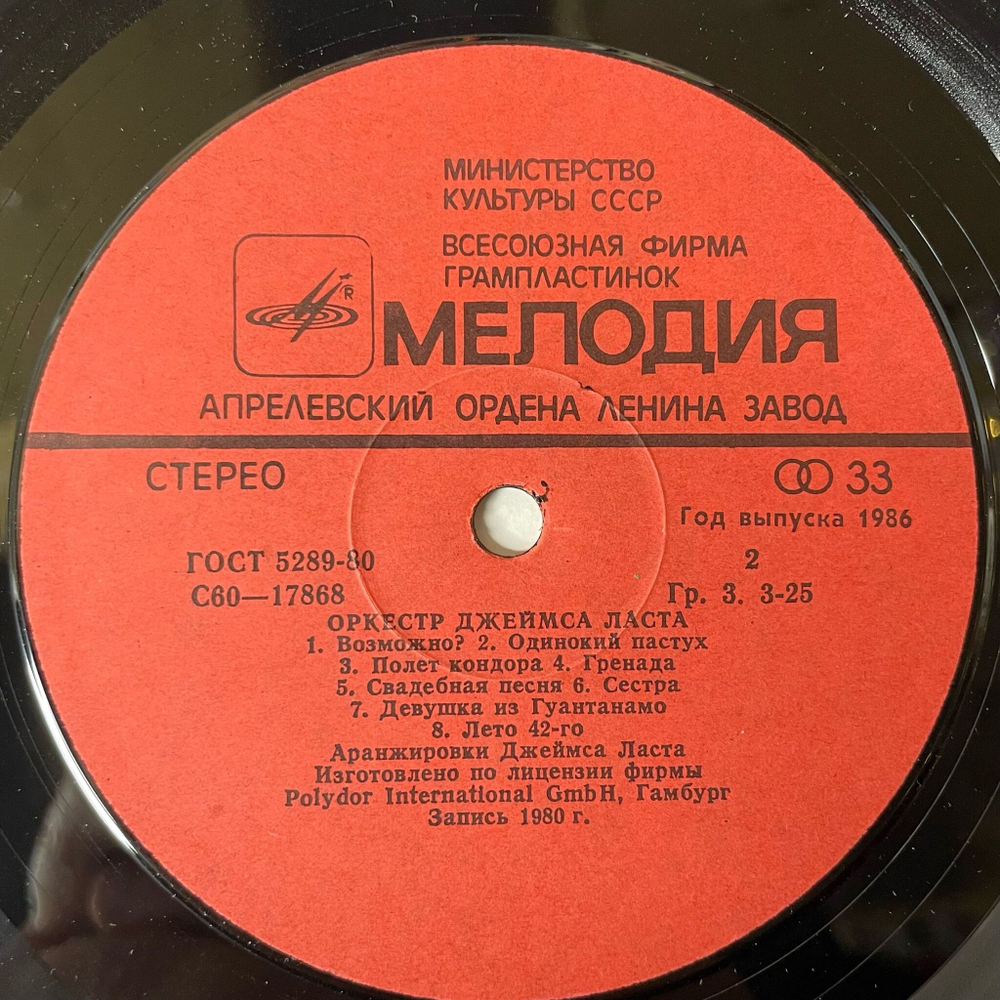 МИНИСТЕРСТВО
КУЛЬТУРЫ СССР
ВСЕСОЮЗНАЯ ФИРМА
ГРАМПЛАСТИНОК
R
МЕЛОДИЯ
АПРЕЛЕВСКИЙ ОРДЕНА ЛЕНИНА ЗАВОД
СТЕРЕО
33
Год выпуска 1986
ГОСТ 5289-80
2
С60—17868
Гр. 3. 3-25
ОРКЕСТР ДЖЕЙМСА ЛАСТА
1. Возможно? 2. Одинокий пастух
3. Полет кондора 4. Гренада
5. Свадебная песня 6. Сестра
7. Девушка из Гуантанамо
8. Лето 42-го
Аранжировки Джеймса Ласта
Изготовлено по лицензии фирмы
Polydor International GmbH, Гамбург
Запись 1980 г.